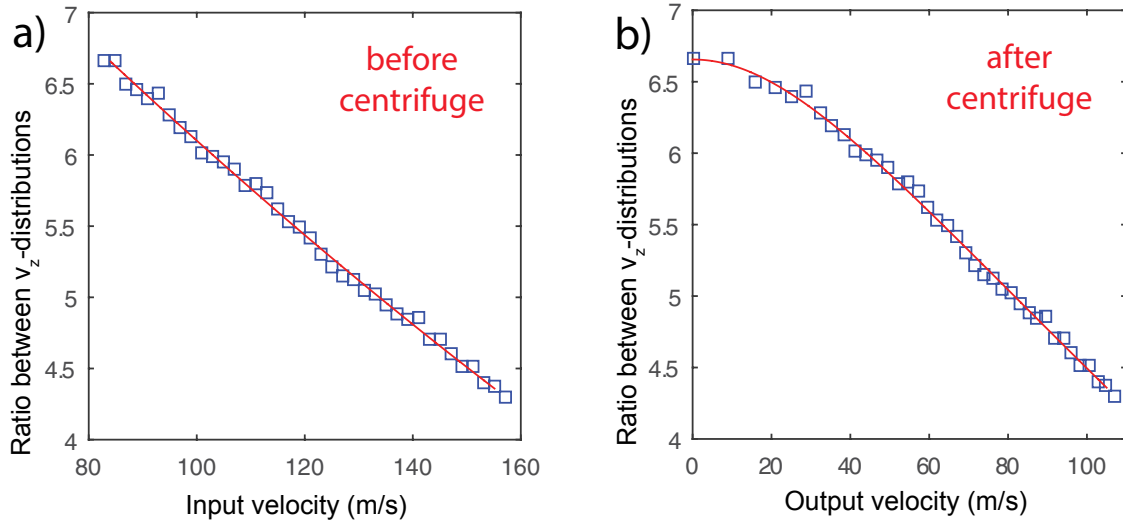 a)
before
centrifuge
Ratio between v_z-distributions
7
6.5
6
5.5
5
4.5
4
80
100
120
140
160
Input velocity (m/s)
b)
after
centrifuge
Ratio between v_z-distributions
7
6.5
6
5.5
5
4.5
4
0
20
40
60
80
100
Output velocity (m/s)